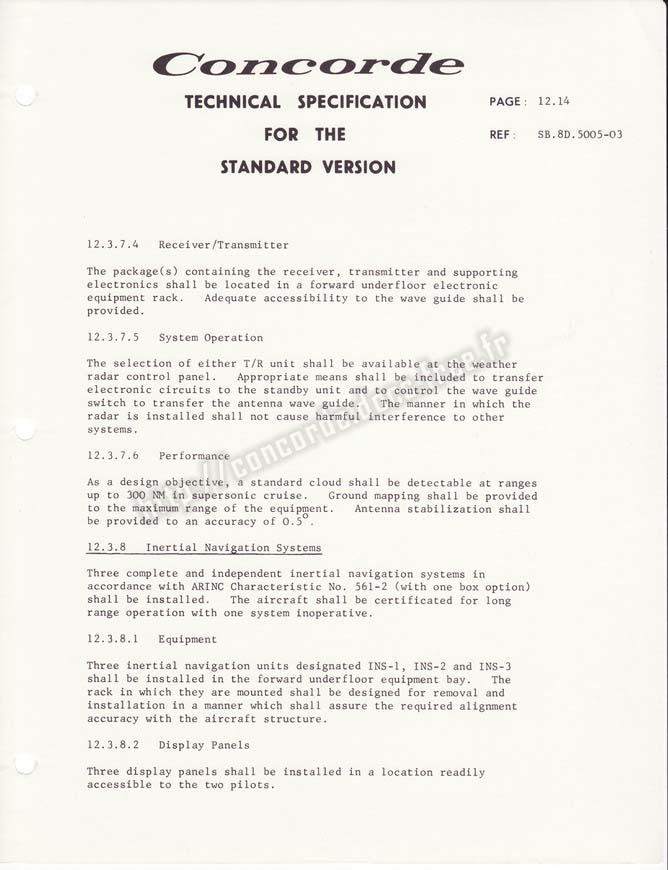 Concorde
TECHNICAL SPECIFICATION
FOR THE
STANDARD VERSION
PAGE: 12.14
REF: SB.8D.5005-03
12.3.7.4 Receiver/Transmitter
The package(s) containing the receiver, transmitter and supporting
electronics shall be located in a forward underfloor electronic
equipment rack. Adequate accessibility to the wave guide shall be
provided.
12.3.7.5 System Operation
The selection of either T/R unit shall be available at the weather
radar control panel. Appropriate means shall be included to transfer
electronic circuits to the standby unit and to control the wave guide
switch to transfer the antenna wave guide. The manner in which the
radar is installed shall not cause harmful interference to other
systems.
12.3.7.6 Performance
As a design objective, a standard cloud shall be detectable at ranges
up to 300 NM in supersonic cruise. Ground mapping shall be provided
to the maximum range of the equipment. Antenna stabilization shall
be provided to an accuracy of 0.5°.
12.3.8 Inertial Navigation Systems
Three complete and independent inertial navigation systems in
accordance with ARINC Characteristic No. 561-2 (with one box option)
shall be installed. The aircraft shall be certificated for long
range operation with one system inoperative.
12.3.8.1 Equipment
Three inertial navigation units designated INS-1, INS-2 and INS-3
shall be installed in the forward underfloor equipment bay. The
rack in which they are mounted shall be designed for removal and
installation in a manner which shall assure the required alignment
accuracy with the aircraft structure.
12.3.8.2 Display Panels
Three display panels shall be installed in a location readily
accessible to the two pilots.